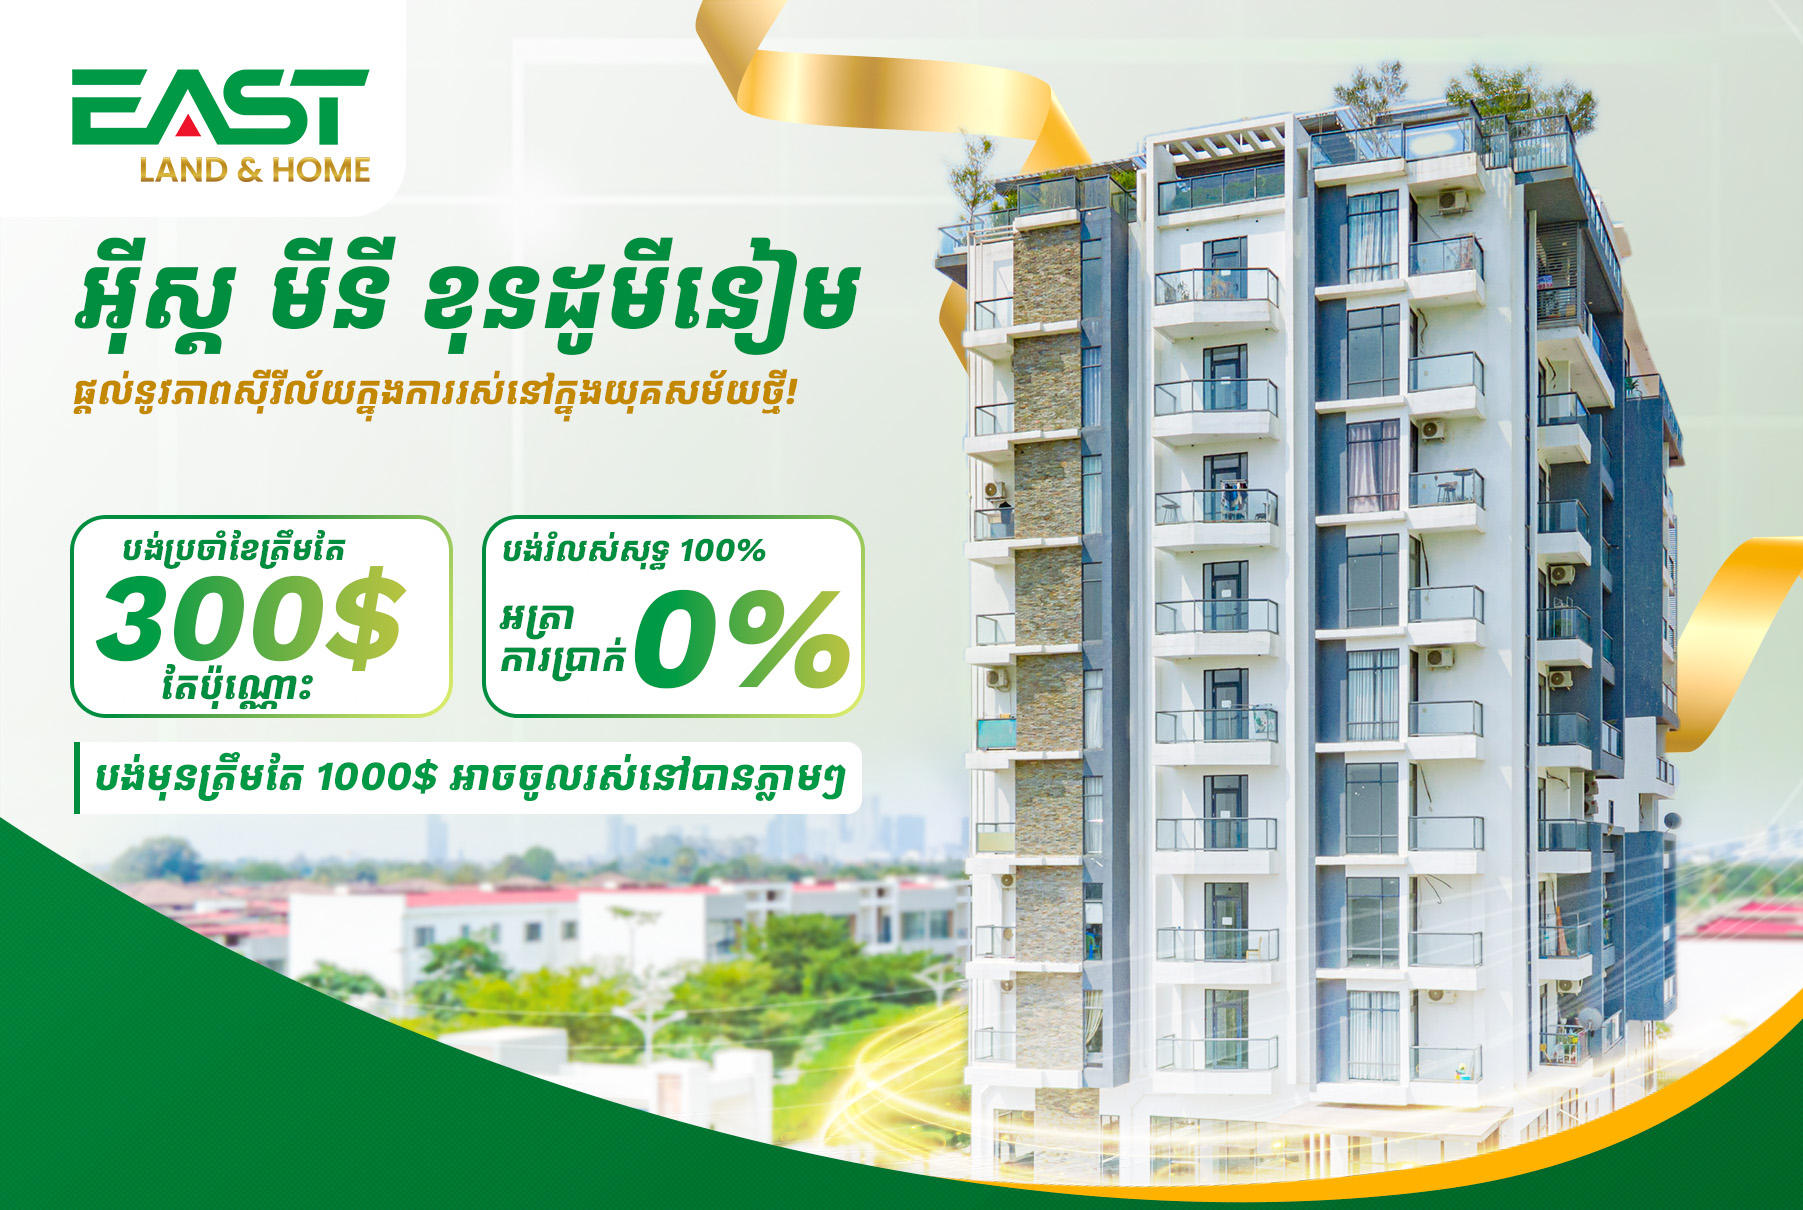 EAST
LAND & HOME
អ៊ីស្ត មីនី ខុនដូមីនៀម
ផ្តល់នូវភាពស៊ីវីល័យក្នុងការរស់នៅក្នុងយុគសម័យថ្មី!
បង់ប្រចាំខែត្រឹមតែ
300$
តែប៉ុណ្ណោះ
បង់រំលស់សុទ្ធ 100%
អត្រា
ការប្រាក់ 0%
បង់មុនត្រឹមតែ 1000$ អាចចូលរស់នៅបានភ្លាមៗ